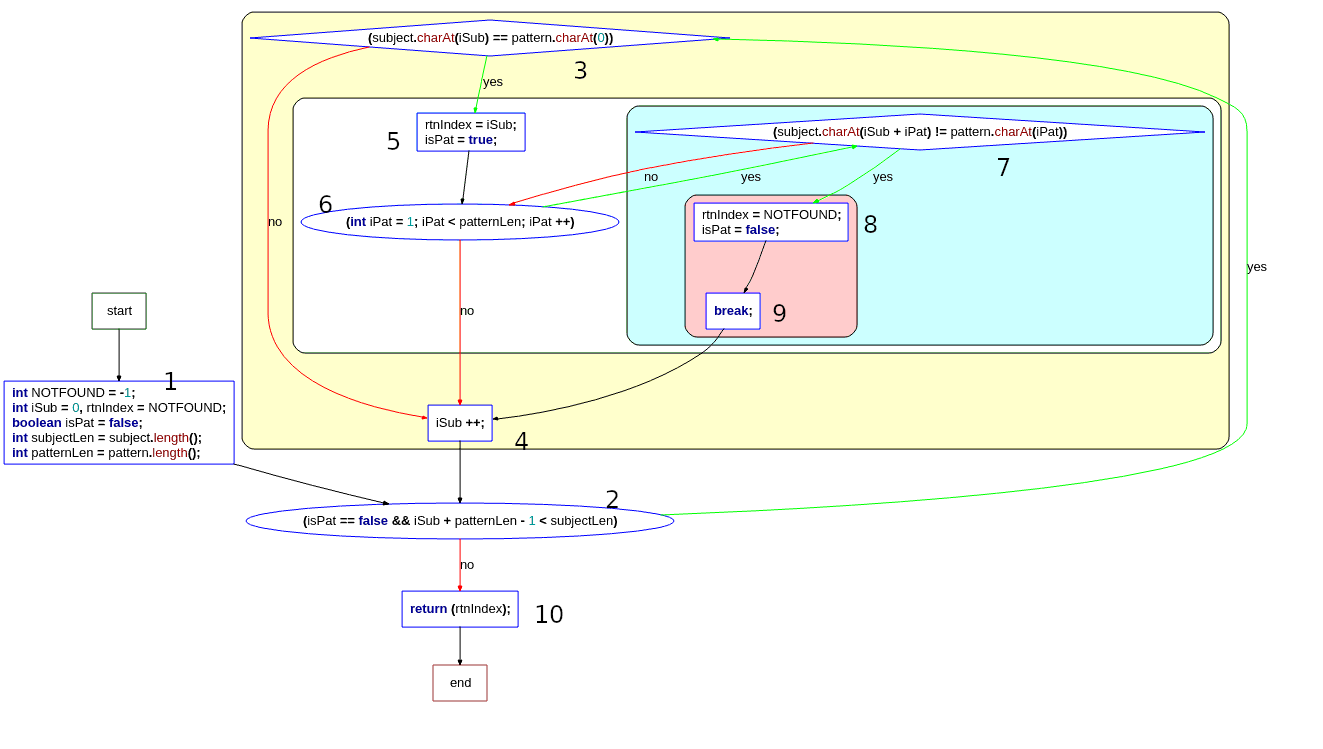 (subject.charAt(iSub) == pattern.charAt(0))
3
yes
rtnIndex = iSub;
isPat = true;
5
(subject.charAt(iSub + iPat) != pattern.charAt(iPat))
7
no
yes
yes
6
(int iPat = 1; iPat < patternLen; iPat ++)
rtnIndex = NOTFOUND;
isPat = false;
8
no
yes
start
no
break;
9
1
int NOTFOUND = -1;
int iSub = 0, rtnIndex = NOTFOUND;
boolean isPat = false;
int subjectLen = subject.length();
int patternLen = pattern.length();
iSub ++;
4
2
(isPat == false && iSub + patternLen - 1 < subjectLen)
no
return (rtnIndex);
10
end